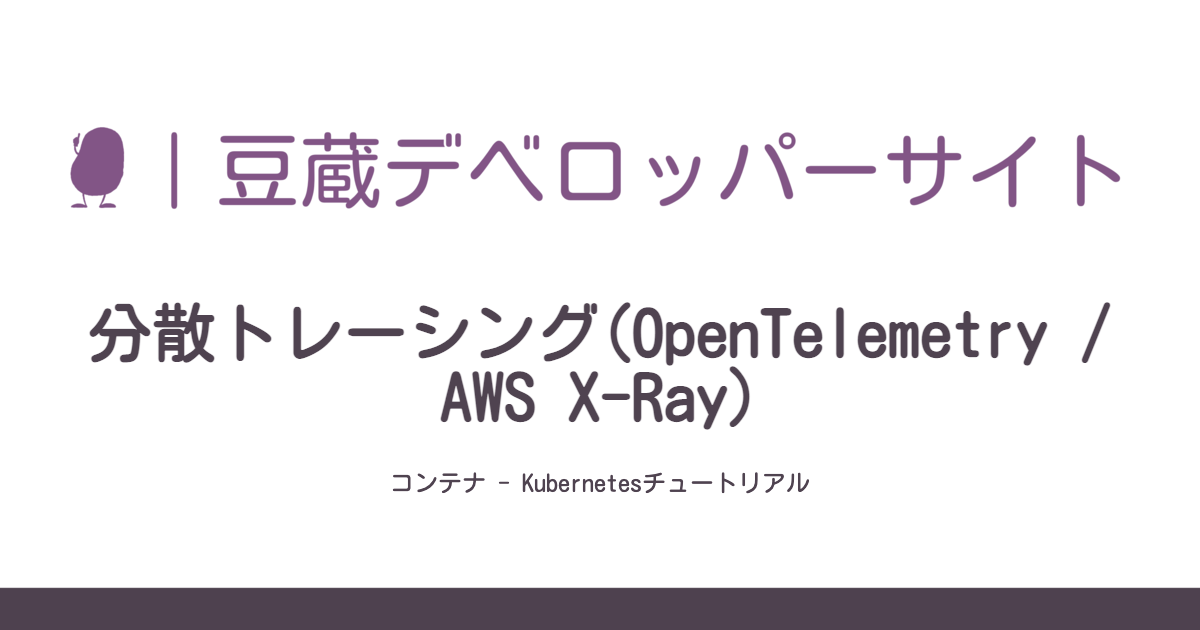 豆蔵デベロッパーサイト
分散トレーシング(OpenTelemetry /
AWS X-Ray)
コンテナ - Kubernetesチュートリアル